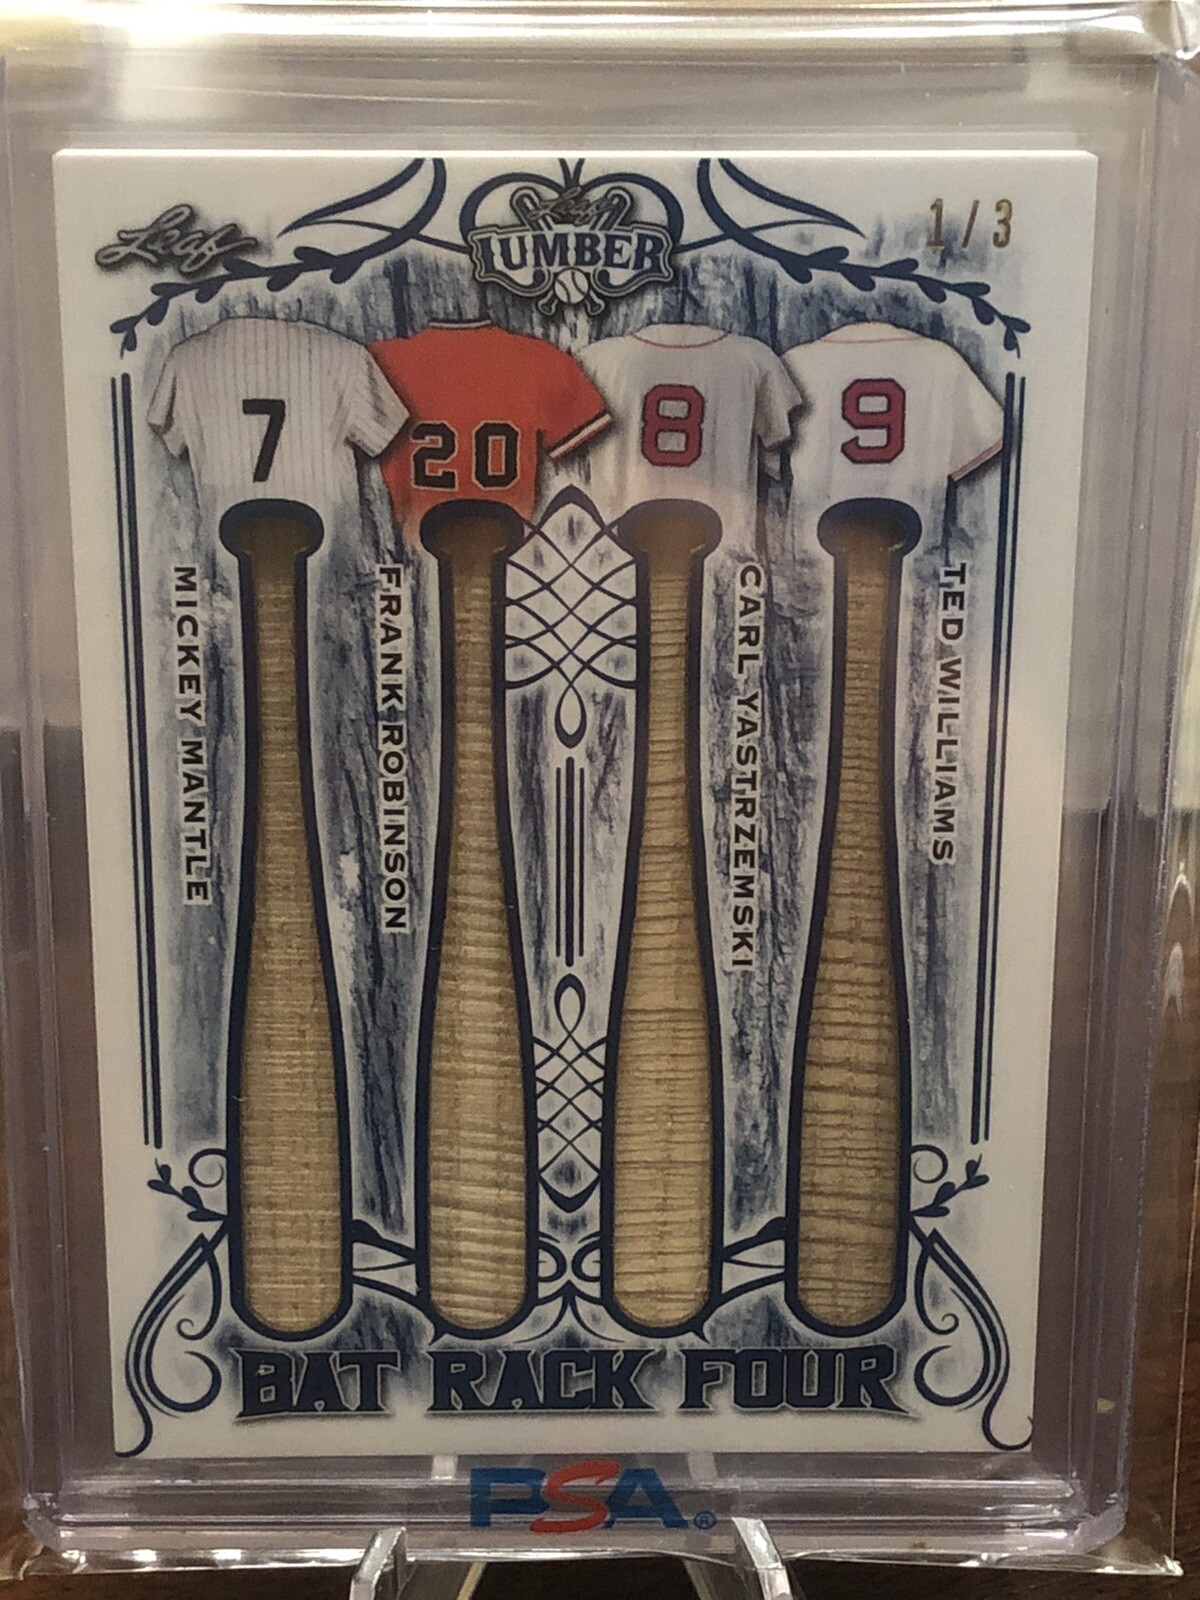 Leaf
Leaf
LUMBER
1/3
7
20
8
9
MICKEY MANTLE
FRANK ROBINSON
CARL YASTRZEMSKI
TED WILLIAMS
BAT RACK FOUR
PSA®